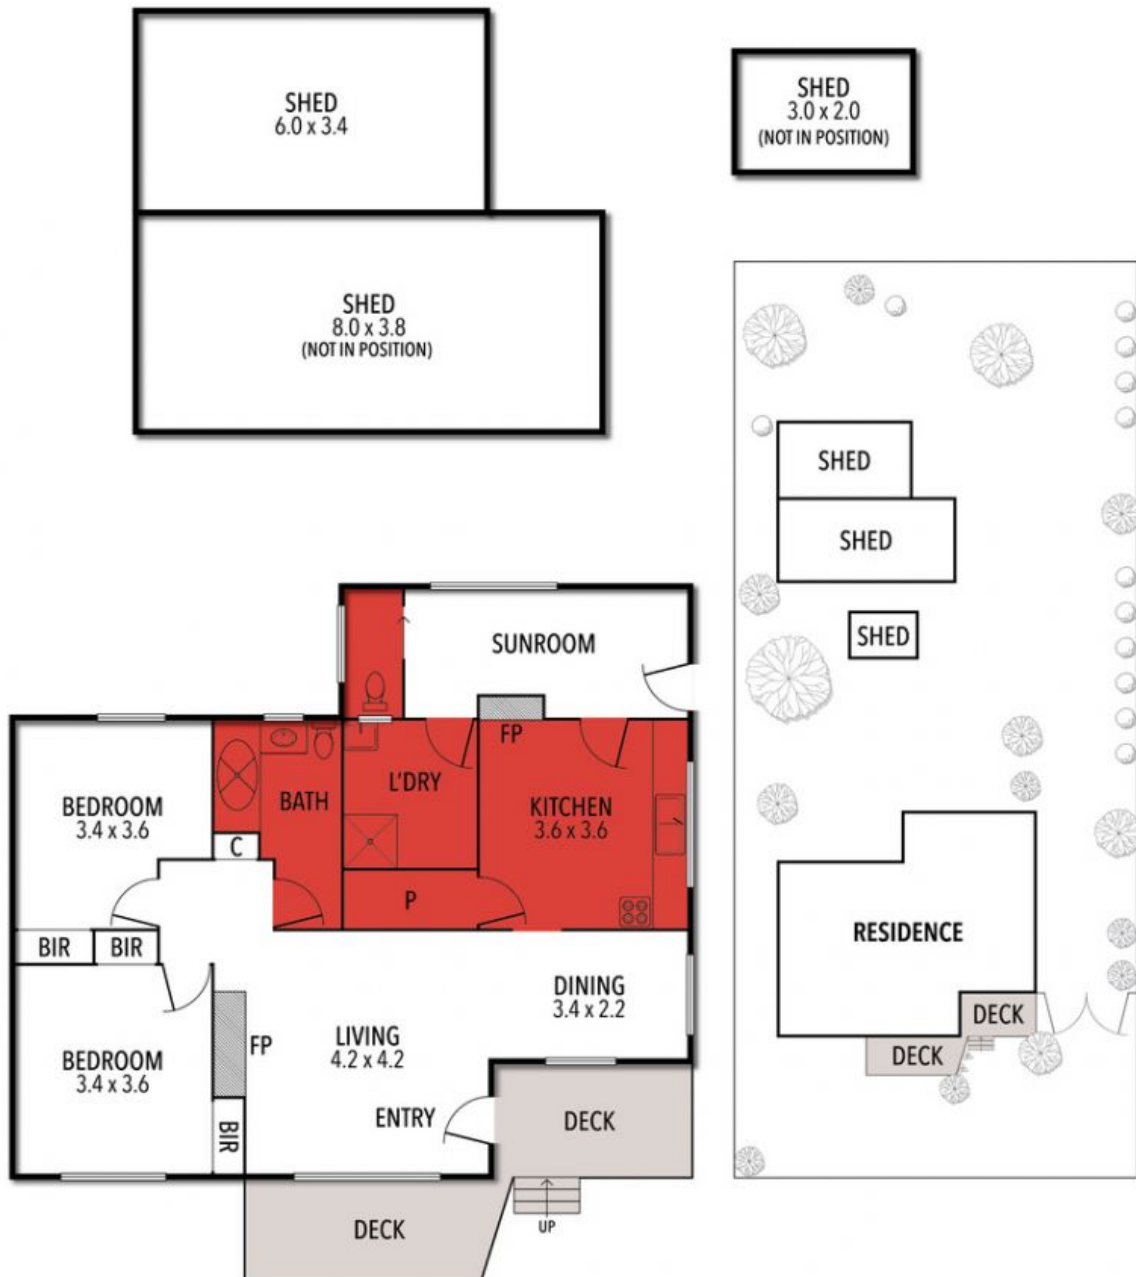 SHED
6.0 x 3.4
SHED
3.0 x 2.0
(NOT IN POSITION)
SHED
8.0 x 3.8
(NOT IN POSITION)
SHED
SHED
SHED
RESIDENCE
DECK
DECK
SUNROOM
FP
BEDROOM
3.4 x 3.6
BATH
L'DRY
KITCHEN
3.6 x 3.6
C
P
BIR
BIR
DINING
3.4 x 2.2
LIVING
4.2 x 4.2
FP
BEDROOM
3.4 x 3.6
BIR
ENTRY
DECK
UP
DECK